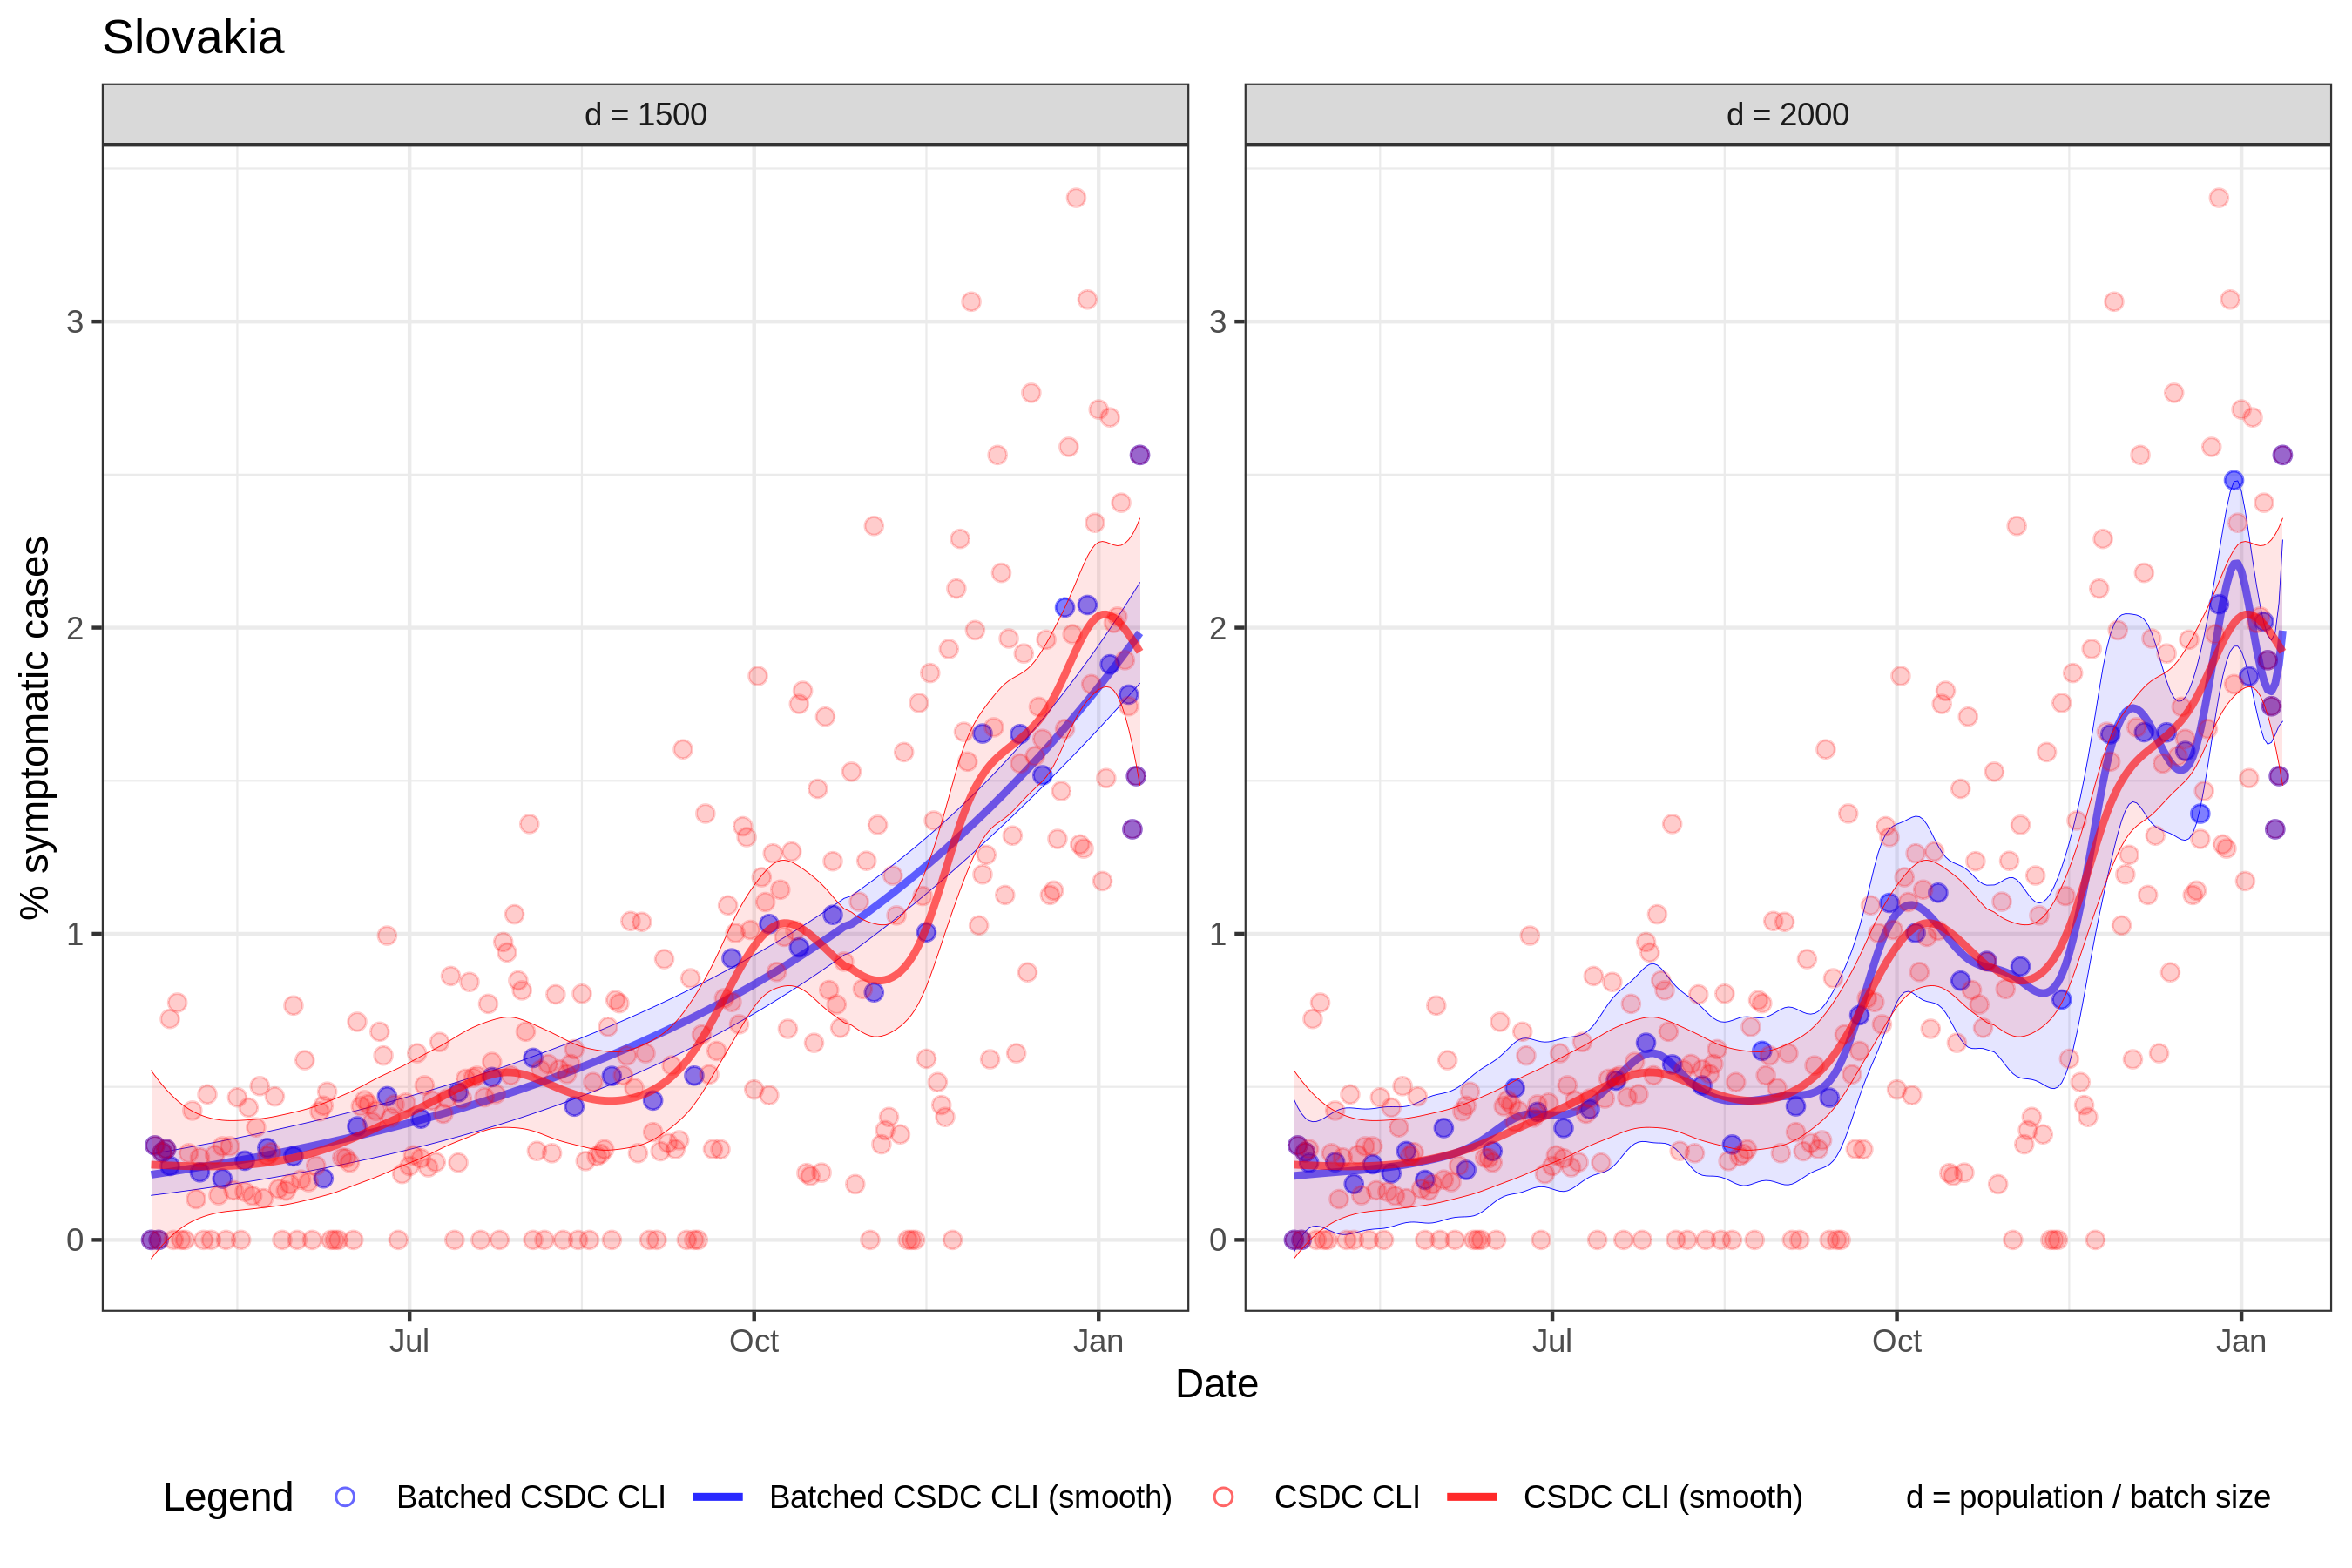 Slovakia
d = 1500
d = 2000
% symptomatic cases
3
2
1
0
3
2
1
0
Jul
Oct
Jan
Jul
Oct
Jan
Date
Legend
Batched CSDC CLI
Batched CSDC CLI (smooth)
CSDC CLI
CSDC CLI (smooth)
d = population / batch size